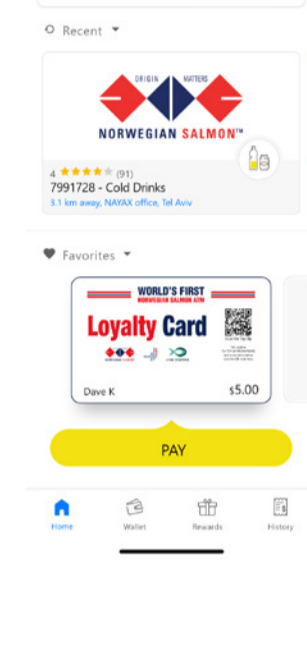 Recent
ORIGIN MATTERS
NORWEGIAN SALMON™
4 (91)
7991728 - Cold Drinks
3.1 km away, NAYAX office, Tel Aviv
Favorites
WORLD'S FIRST
NORWEGIAN SALMON ATM
Loyalty Card
Dave K
$5.00
PAY
Home
Wallet
Rewards
History